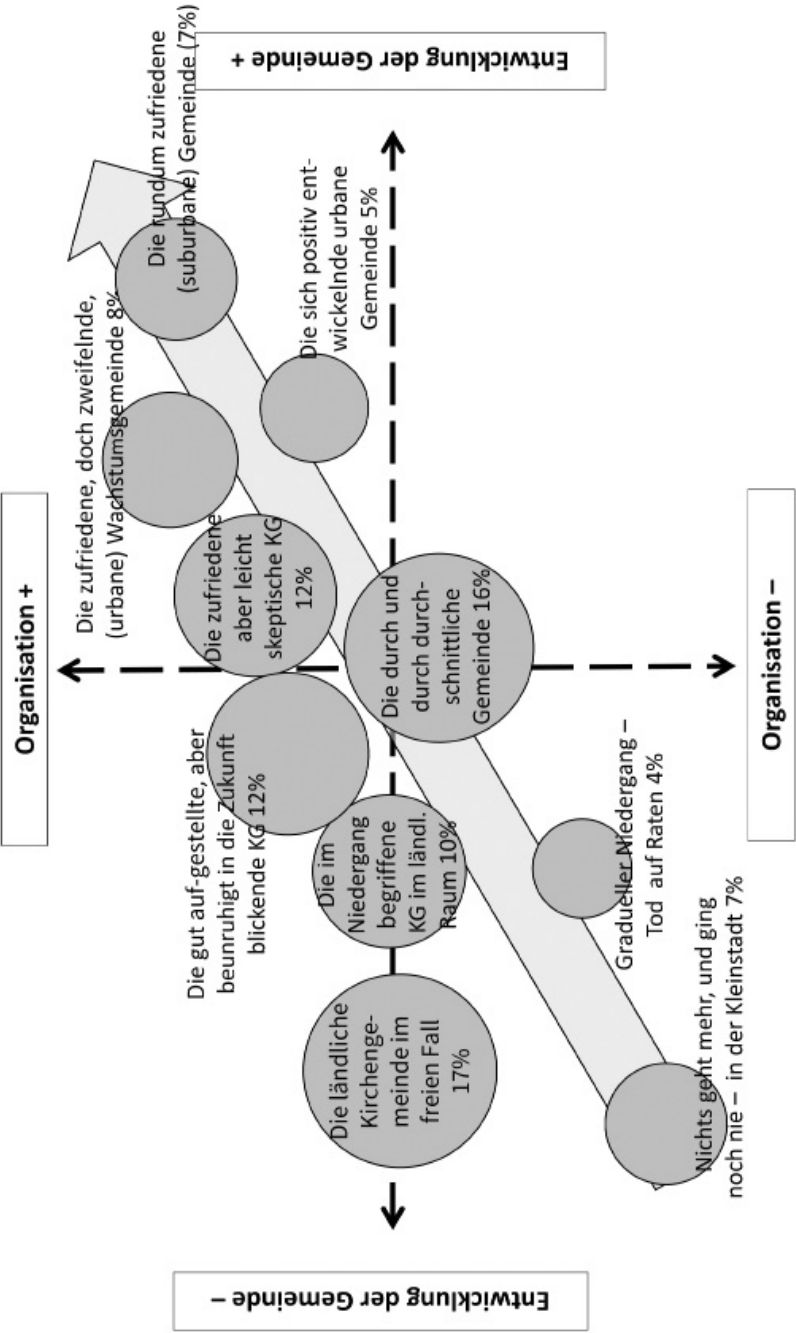 Organisation +
Die zufriedene, doch zweifelnde,
(urbane) Wachstumsgemeinde 8%
Die rundum zufriedene
(suburbane) Gemeinde (7%)
Die gut auf-gestellte, aber
beunruhigt in die Zukunft
blickende KG 12%
Die zufriedene
aber leicht
skeptische KG
12%
Die sich positiv ent-
wickelnde urbane
Gemeinde 5%
Entwicklung der Gemeinde –
Die ländliche
Kirchenge-
meinde im
freien Fall
17%
Die im
Niedergang
begriffene
KG im ländl.
Raum 10%
Die durch und
durch durch-
schnittliche
Gemeinde 16%
Entwicklung der Gemeinde +
Gradueller Niedergang –
Tod auf Raten 4%
Nichts geht mehr, und ging
noch nie – in der Kleinstadt 7%
Organisation –